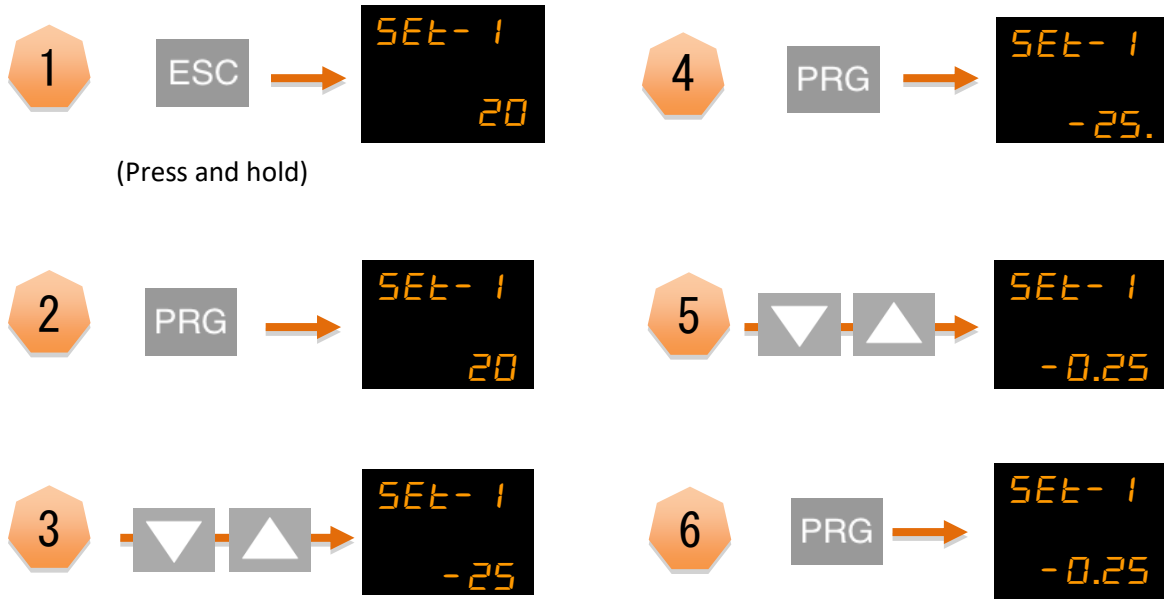 1
ESC
SEt- 1
20
(Press and hold)
2
PRG
SEt- 1
20
3
SEt- 1
-25
4
PRG
SEt- 1
-25.
5
SEt- 1
-0.25
6
PRG
SEt- 1
-0.25